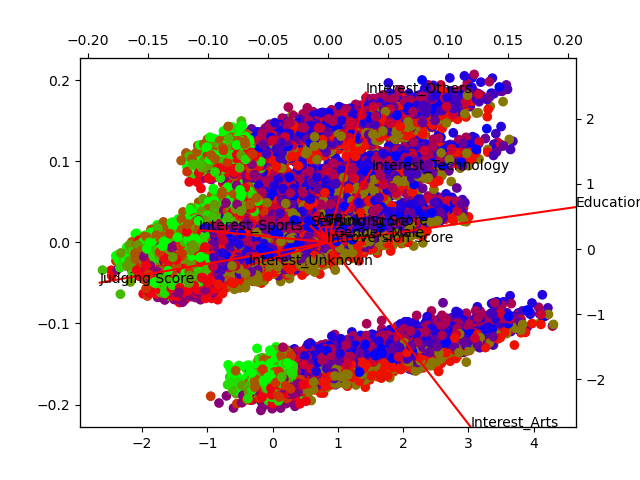 −0.20 −0.15 −0.10 −0.05 0.00 0.05 0.10 0.15 0.20
0.2
0.1
0.0
−0.1
−0.2
2
1
0
−1
−2
Interest_Others
Interest_Technology
Education
Interest_Sports
Thinking Score
Gender_Male
Introversion Score
Interest_Unknown
Judging Score
Interest_Arts
−2 −1 0 1 2 3 4